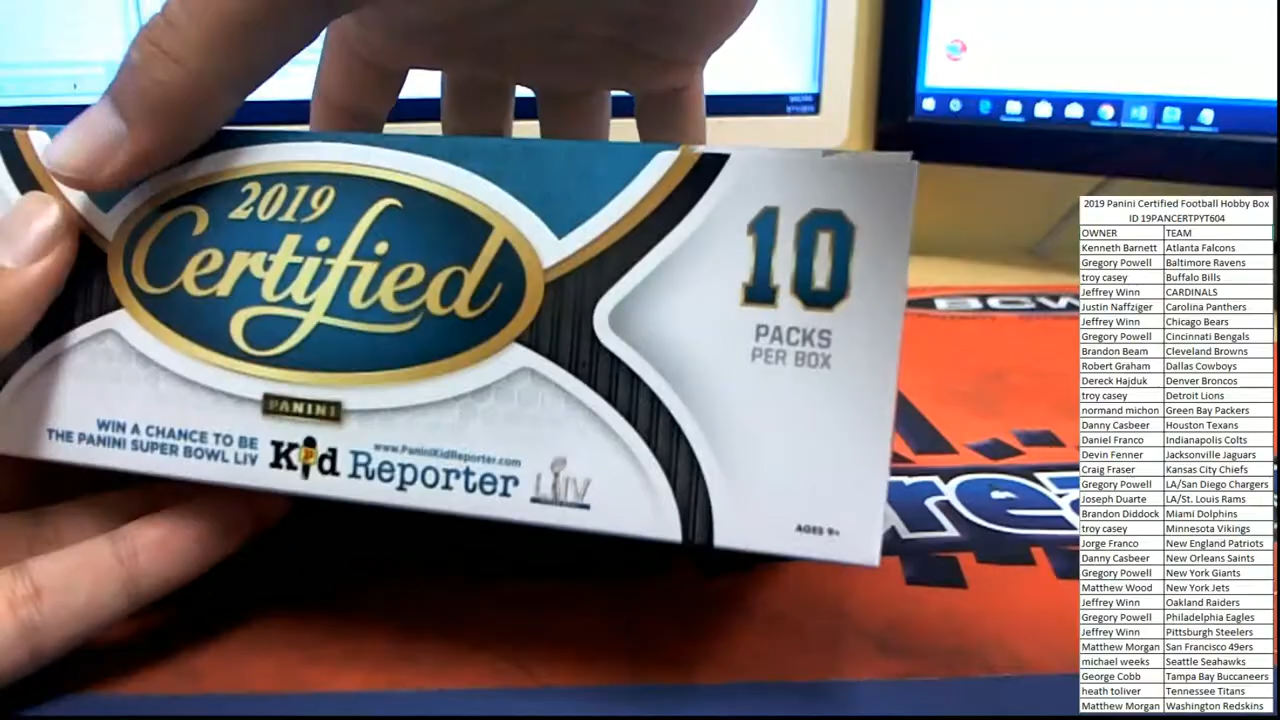 2019
Certified
PANINI
WIN A CHANCE TO BE
THE PANINI SUPER BOWL LIV
Kid Reporter
www.PaniniKidReporter.com
LIV
10
PACKS
PER BOX
AGES 9+
BCW
2019 Panini Certified Football Hobby Box
ID 19PANCERTPYT604
OWNER TEAM
Kenneth Barnett Atlanta Falcons
Gregory Powell Baltimore Ravens
troy casey Buffalo Bills
Jeffrey Winn CARDINALS
Justin Naffziger Carolina Panthers
Jeffrey Winn Chicago Bears
Gregory Powell Cincinnati Bengals
Brandon Beam Cleveland Browns
Robert Graham Dallas Cowboys
Dereck Hajduk Denver Broncos
troy casey Detroit Lions
normand michon Green Bay Packers
Danny Casbeer Houston Texans
Daniel Franco Indianapolis Colts
Devin Fenner Jacksonville Jaguars
Craig Fraser Kansas City Chiefs
Gregory Powell LA/San Diego Chargers
Joseph Duarte LA/St. Louis Rams
Brandon Diddock Miami Dolphins
troy casey Minnesota Vikings
Jorge Franco New England Patriots
Danny Casbeer New Orleans Saints
Gregory Powell New York Giants
Matthew Wood New York Jets
Jeffrey Winn Oakland Raiders
Gregory Powell Philadelphia Eagles
Jeffrey Winn Pittsburgh Steelers
Matthew Morgan San Francisco 49ers
michael weeks Seattle Seahawks
George Cobb Tampa Bay Buccaneers
heath toliver Tennessee Titans
Matthew Morgan Washington Redskins